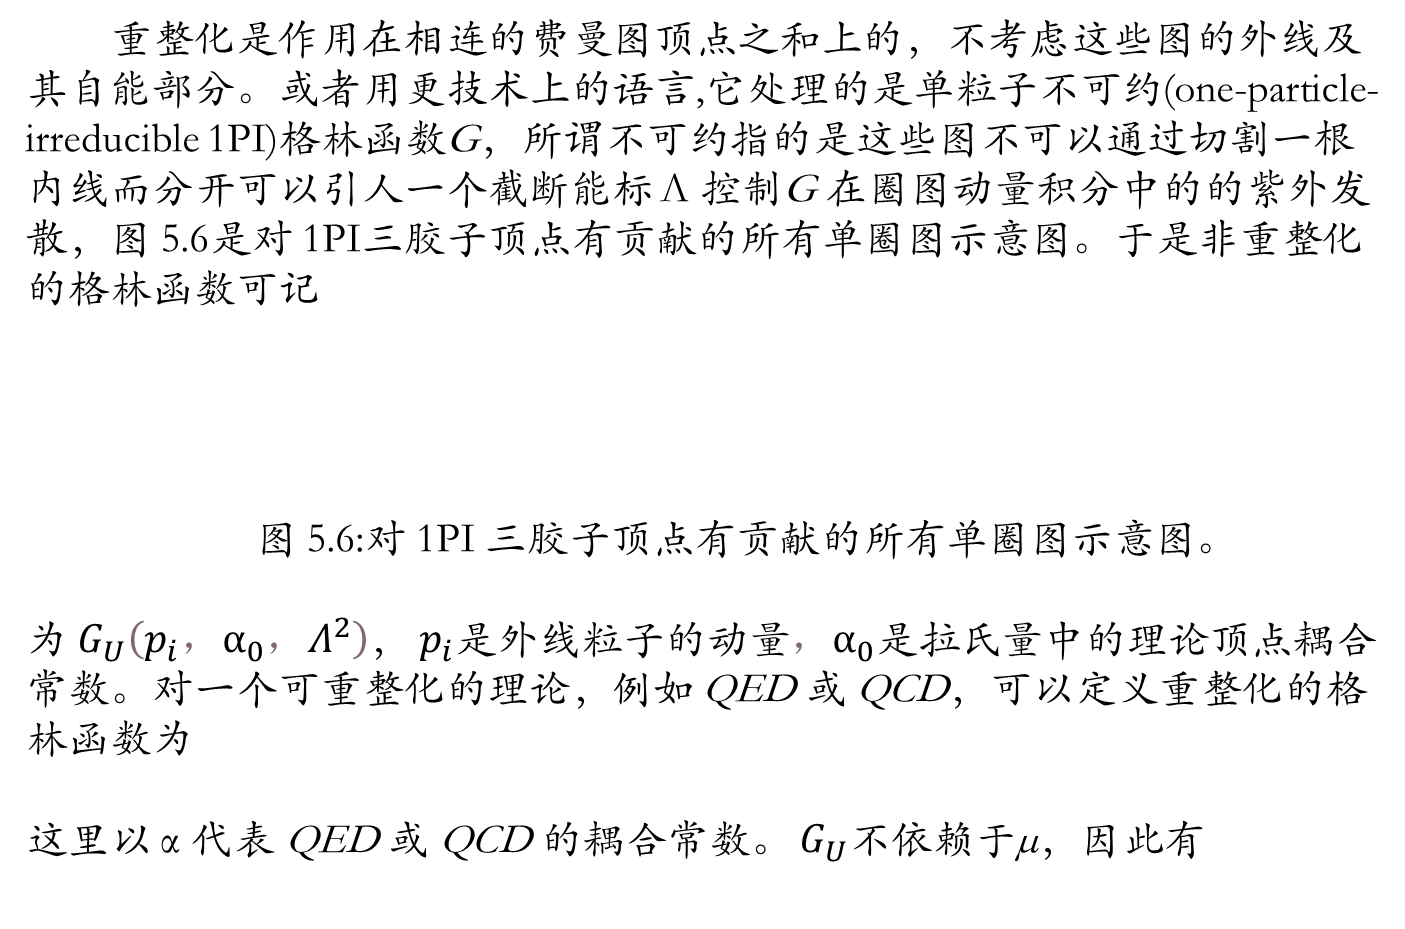 重整化是作用在相连的费曼图顶点之和上的，不考虑这些图的外线及
其自能部分。或者用更技术上的语言,它处理的是单粒子不可约(one-particle-
irreducible 1PI)格林函数G，所谓不可约指的是这些图不可以通过切割一根
内线而分开可以引人一个截断能标 Λ 控制 G 在圈图动量积分中的的紫外发
散，图 5.6是对 1PI三胶子顶点有贡献的所有单圈图示意图。于是非重整化
的格林函数可记
图 5.6:对 1PI 三胶子顶点有贡献的所有单圈图示意图。
为 G_U(p_i，α_0，Λ^2)，p_i是外线粒子的动量，α_0是拉氏量中的理论顶点耦合
常数。对一个可重整化的理论，例如 QED 或 QCD，可以定义重整化的格
林函数为
这里以 α 代表 QED 或 QCD 的耦合常数。G_U不依赖于μ，因此有